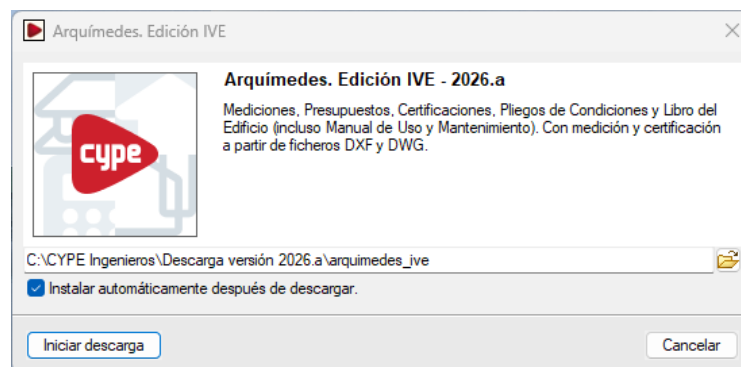 Arquímedes. Edición IVE
Arquímedes. Edición IVE - 2026.a
Mediciones, Presupuestos, Certificaciones, Pliegos de Condiciones y Libro del
Edificio (incluso Manual de Uso y Mantenimiento). Con medición y certificación
a partir de ficheros DXF y DWG.
cype
C:\CYPE Ingenieros\Descarga versión 2026.a\arquimedes_ive
Instalar automáticamente después de descargar.
Iniciar descarga
Cancelar